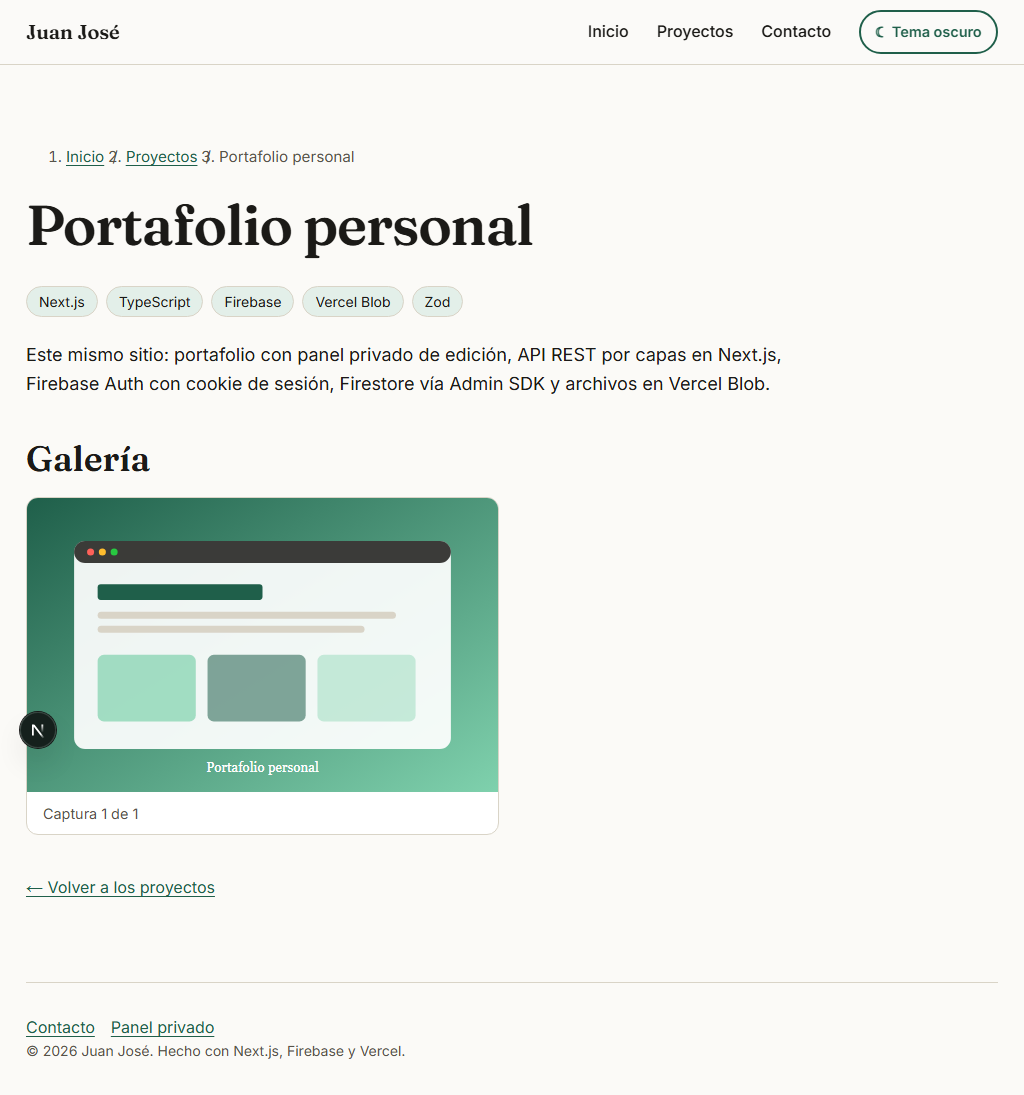 Juan José
Inicio Proyectos Contacto ☾ Tema oscuro
1. Inicio / 2. Proyectos / 3. Portafolio personal
Portafolio personal
Next.js TypeScript Firebase Vercel Blob Zod
Este mismo sitio: portafolio con panel privado de edición, API REST por capas en Next.js,
Firebase Auth con cookie de sesión, Firestore vía Admin SDK y archivos en Vercel Blob.
Galería
Portafolio personal
N
Captura 1 de 1
← Volver a los proyectos
Contacto Panel privado
© 2026 Juan José. Hecho con Next.js, Firebase y Vercel.